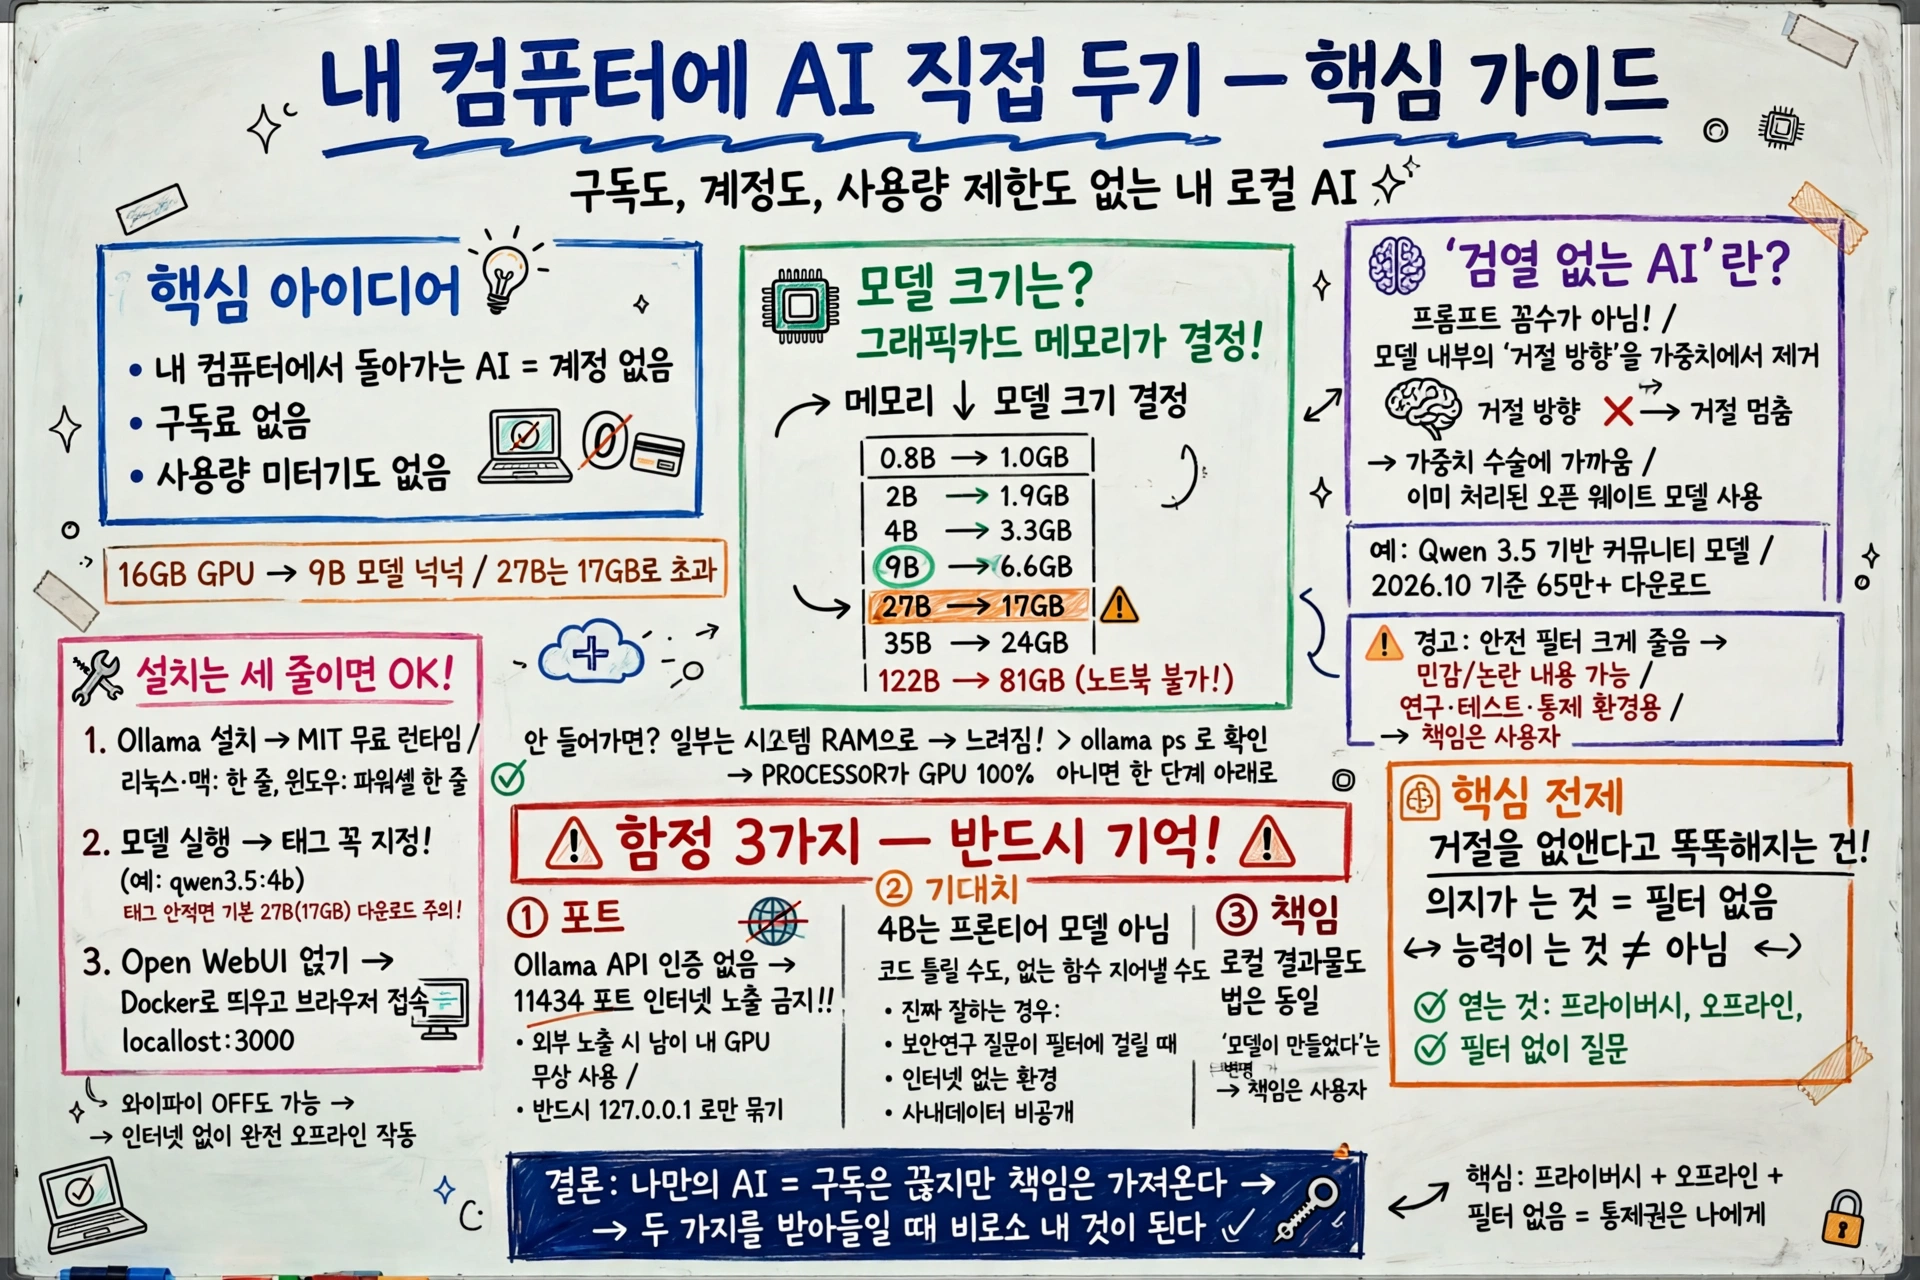 내 컴퓨터에 AI 직접 두기 – 핵심 가이드
구독도, 계정도, 사용량 제한도 없는 내 로컬 AI
핵심 아이디어
• 내 컴퓨터에서 돌아가는 AI = 계정 없음
• 구독료 없음
• 사용량 미터기도 없음
0
16GB GPU → 9B 모델 넉넉 / 27B는 17GB로 초과
모델 크기는?
그래픽카드 메모리가 결정!
메모리 ↓ 모델 크기 결정
0.8B → 1.0GB
2B → 1.9GB
4B → 3.3GB
9B → 6.6GB
27B → 17GB
35B → 24GB
122B → 81GB (노트북 불가!)
안 들어가면? 일부는 시스템 RAM으로 → 느려짐! > ollama ps 로 확인
→ PROCESSOR가 GPU 100% 아니면 한 단계 아래로
'검열 없는 AI'란?
프롬프트 꼼수가 아님! /
모델 내부의 '거절 방향'을 가중치에서 제거
거절 방향 ✕→ 거절 멈춤
→ 가중치 수술에 가까움 /
이미 처리된 오픈 웨이트 모델 사용
예: Qwen 3.5 기반 커뮤니티 모델 /
2026.10 기준 65만+ 다운로드
경고: 안전 필터 크게 줄음 →
민감/논란 내용 가능 /
연구·테스트·통제 환경용 /
→ 책임은 사용자
설치는 세 줄이면 OK!
1. Ollama 설치 → MIT 무료 런타임 /
리눅스·맥: 한 줄, 윈도우: 파워셸 한 줄
2. 모델 실행 → 태그 꼭 지정!
(예: qwen3.5:4b)
태그 안적면 기본 27B(17GB) 다운로드 주의!
3. Open WebUI 얹기 →
Docker로 띄우고 브라우저 접속
locallost:3000
와이파이 OFF도 가능 →
→ 인터넷 없이 완전 오프라인 작동
함정 3가지 — 반드시 기억!
① 포트
Ollama API 인증 없음 →
11434 포트 인터넷 노출 금지!!
• 외부 노출 시 남이 내 GPU
무상 사용 /
• 반드시 127.0.0.1 로만 묶기
② 기대치
4B는 프론티어 모델 아님
코드 틀릴 수도, 없는 함수 지어낼 수도
• 진짜 잘하는 경우:
• 보안연구 질문이 필터에 걸릴 때
• 인터넷 없는 환경
• 사내데이터 비공개
③ 책임
로컬 결과물도
법은 동일
'모델이 만들었다'는
변명
→ 책임은 사용자
핵심 전제
거절을 없앤다고 똑똑해지는 건!
의지가 는 것 = 필터 없음
↔ 능력이 는 것 ≠ 아님 ↔
얻는 것: 프라이버시, 오프라인,
필터 없이 질문
결론: 나만의 AI = 구독은 끊지만 책임은 가져온다 →
→ 두 가지를 받아들일 때 비로소 내 것이 된다
핵심: 프라이버시 + 오프라인 +
필터 없음 = 통제권은 나에게